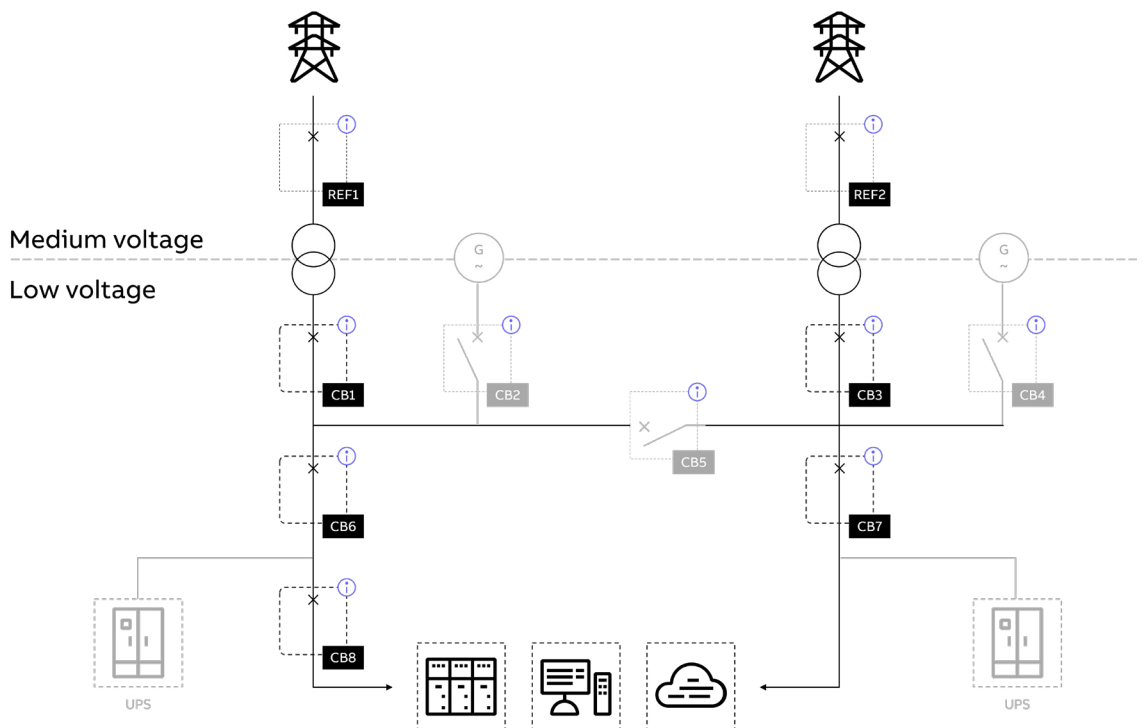 REF1
REF2
Medium voltage
G
~
G
~
Low voltage
CB1
CB2
CB3
CB4
CB5
CB6
CB7
CB8
UPS
UPS